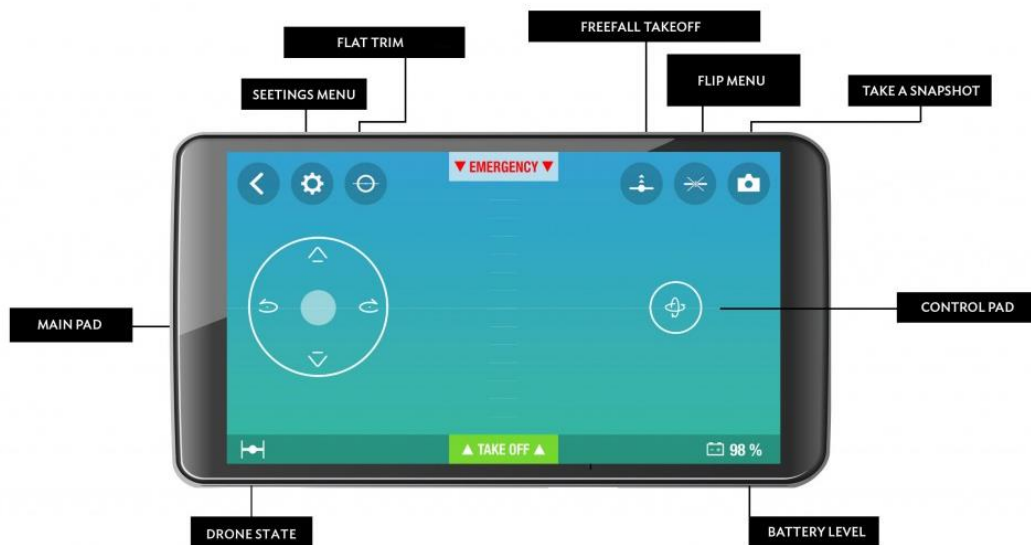 FREEFALL TAKEOFF
FLAT TRIM
FLIP MENU
SEETINGS MENU
TAKE A SNAPSHOT
▼ EMERGENCY ▼
MAIN PAD
CONTROL PAD
▲ TAKE OFF ▲
98 %
DRONE STATE
BATTERY LEVEL